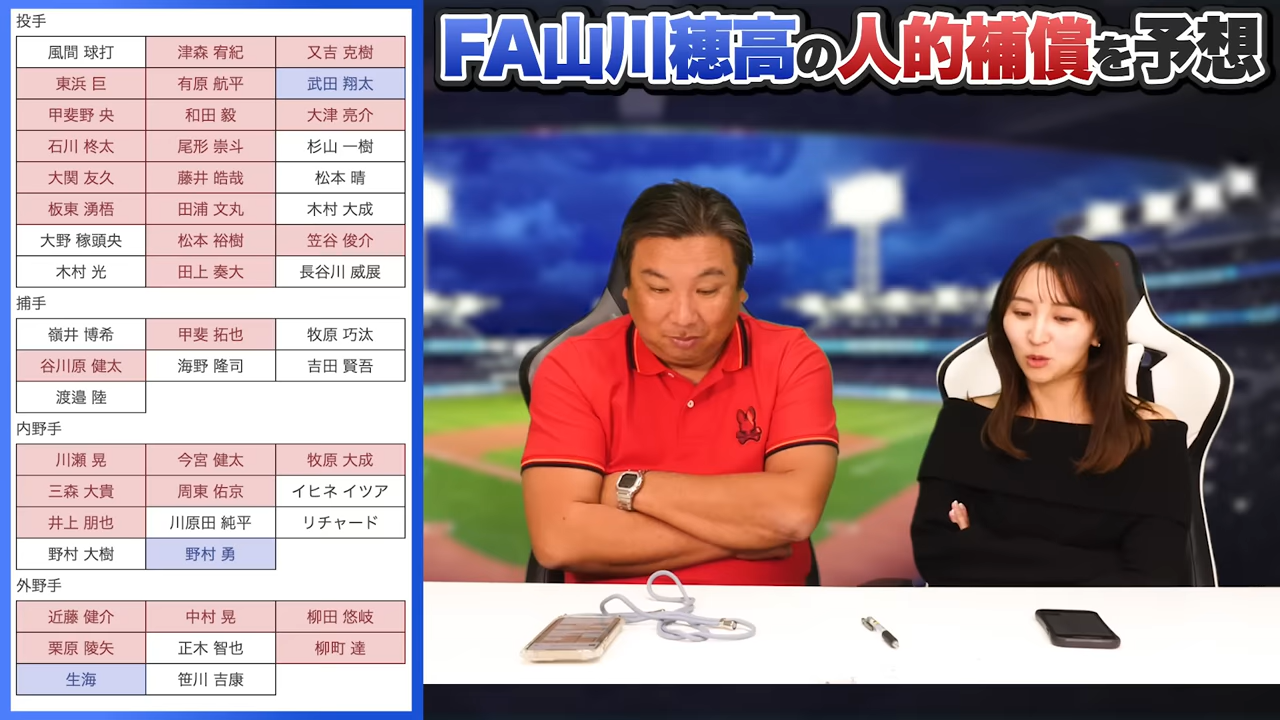 FA山川穂高の人的補償を予想
投手
風間 球打 津森 宥紀 又吉 克樹
東浜 巨 有原 航平 武田 翔太
甲斐野 央 和田 毅 大津 亮介
石川 柊太 尾形 崇斗 杉山 一樹
大関 友久 藤井 皓哉 松本 晴
板東 湧梧 田浦 文丸 木村 大成
大野 稼頭央 松本 裕樹 笠谷 俊介
木村 光 田上 奏大 長谷川 威展
捕手
嶺井 博希 甲斐 拓也 牧原 巧汰
谷川原 健太 海野 隆司 吉田 賢吾
渡邉 陸
内野手
川瀬 晃 今宮 健太 牧原 大成
三森 大貴 周東 佑京 イヒネ イツア
井上 朋也 川原田 純平 リチャード
野村 大樹 野村 勇
外野手
近藤 健介 中村 晃 柳田 悠岐
栗原 陵矢 正木 智也 柳町 達
生海 笹川 吉康